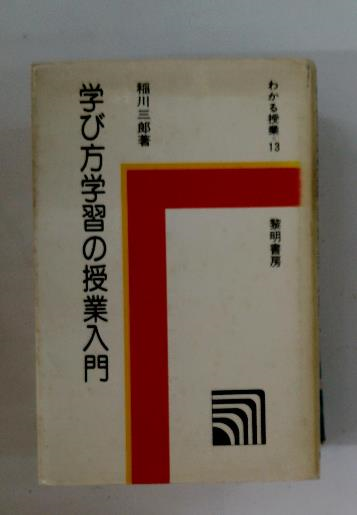 わかる授業・13
黎明書房
稲川三郎著
学び方学習の授業入門